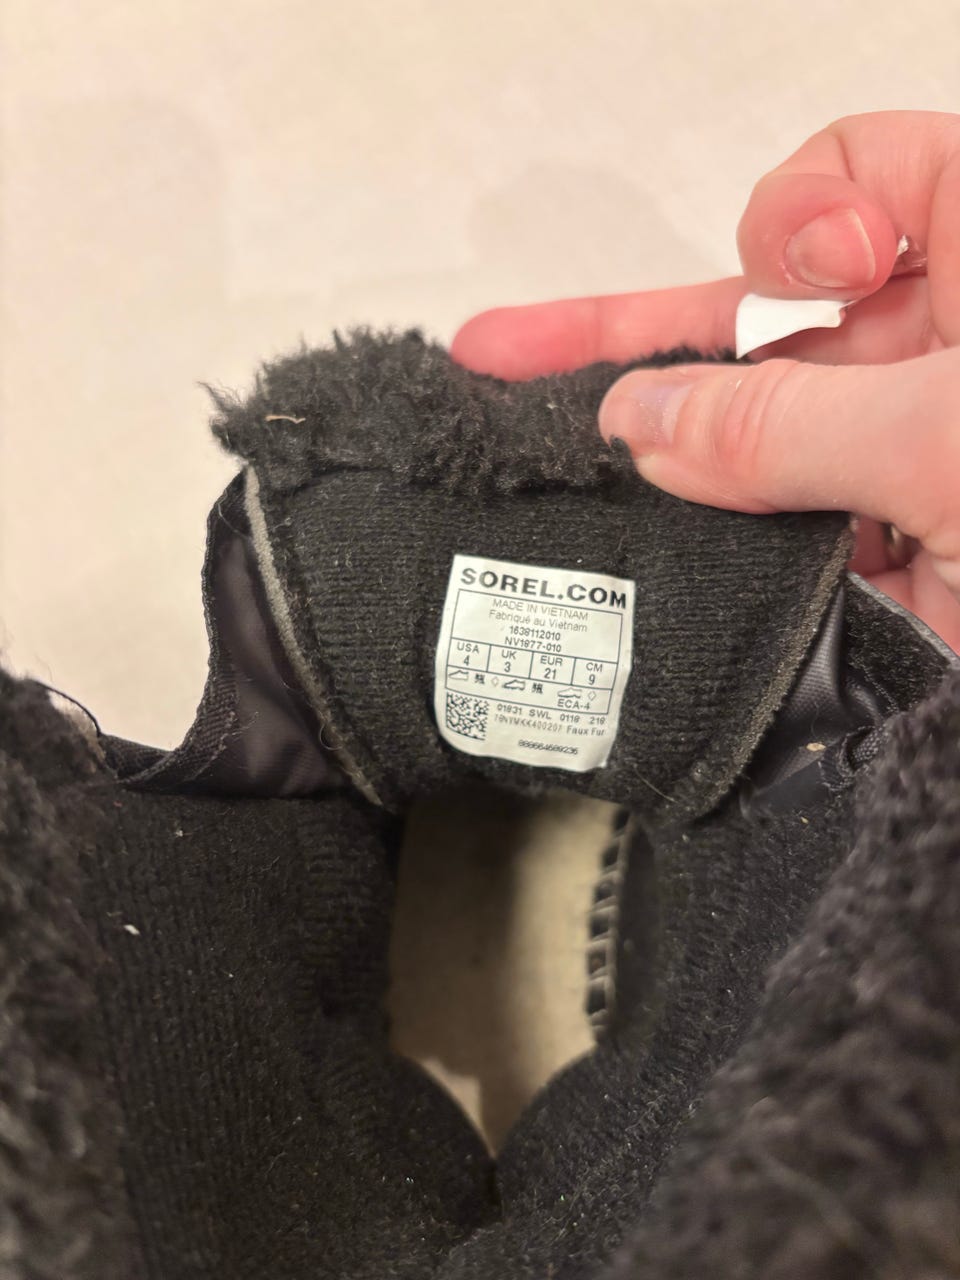 SOREL.COM
MADE IN VIETNAM
Fabriqué au Vietnam
1638112010
NV1877-010
USA UK EUR CM
4 3 21 9
ECA-4
01831 SWL 0118 218
Faux Fur